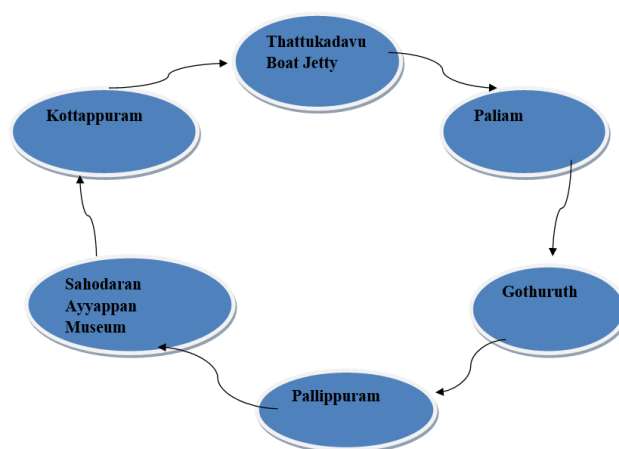 Thattukadavu
Boat Jetty
Paliam
Gothuruth
Pallippuram
Sahodaran
Ayyappan
Museum
Kottappuram